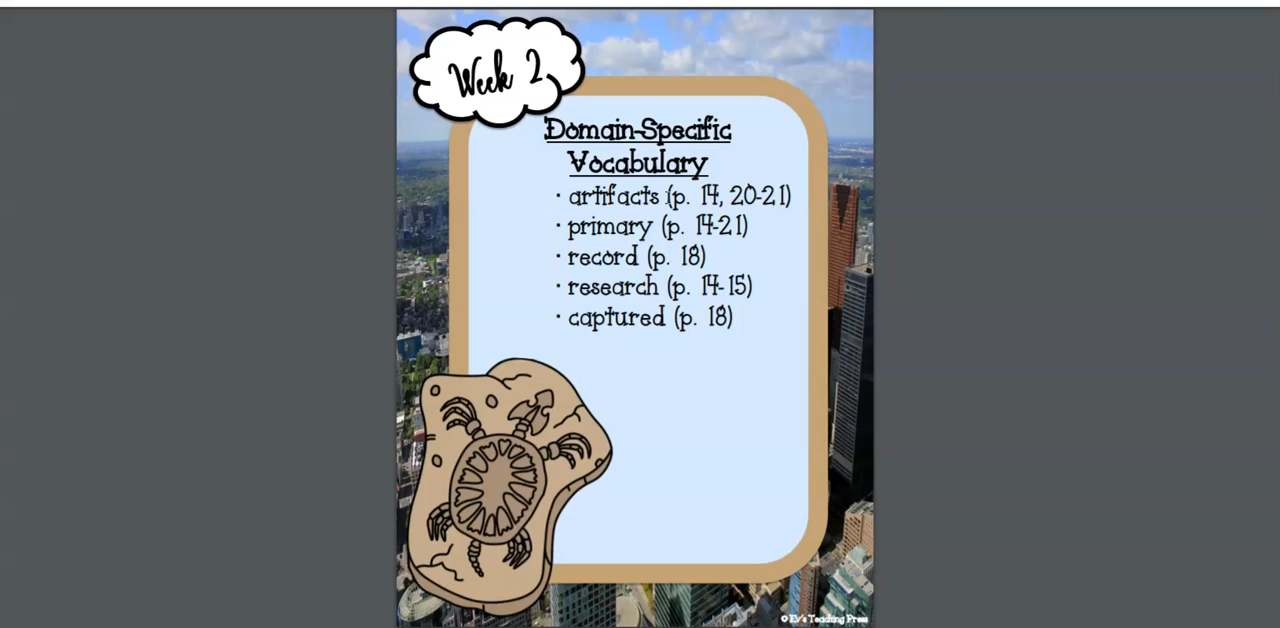 Week 2
Domain-Specific
Vocabulary
· artifacts (p. 14, 20-21)
· primary (p. 14-21)
· record (p. 18)
· research (p. 14-15)
· captured (p. 18)
© EV's Teaching Press